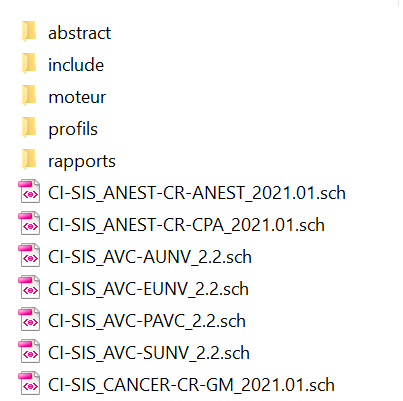 abstract
include
moteur
profils
rapports
CI-SIS_ANEST-CR-ANEST_2021.01.sch
CI-SIS_ANEST-CR-CPA_2021.01.sch
CI-SIS_AVC-AUNV_2.2.sch
CI-SIS_AVC-EUNV_2.2.sch
CI-SIS_AVC-PAVC_2.2.sch
CI-SIS_AVC-SUNV_2.2.sch
CI-SIS_CANCER-CR-GM_2021.01.sch